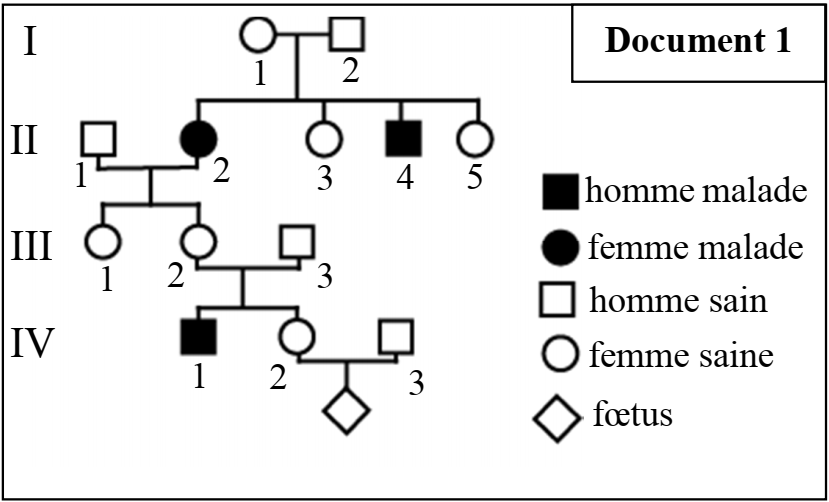 Document 1
I
1 2
II
1 2 3 4 5
III
1 2 3
IV
1 2 3
homme malade
femme malade
homme sain
femme saine
fœtus